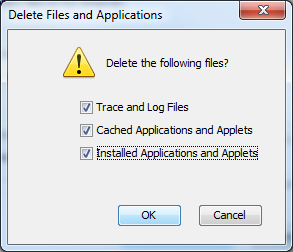 Delete Files and Applications
Delete the following files?
Trace and Log Files
Cached Applications and Applets
Installed Applications and Applets
OK
Cancel